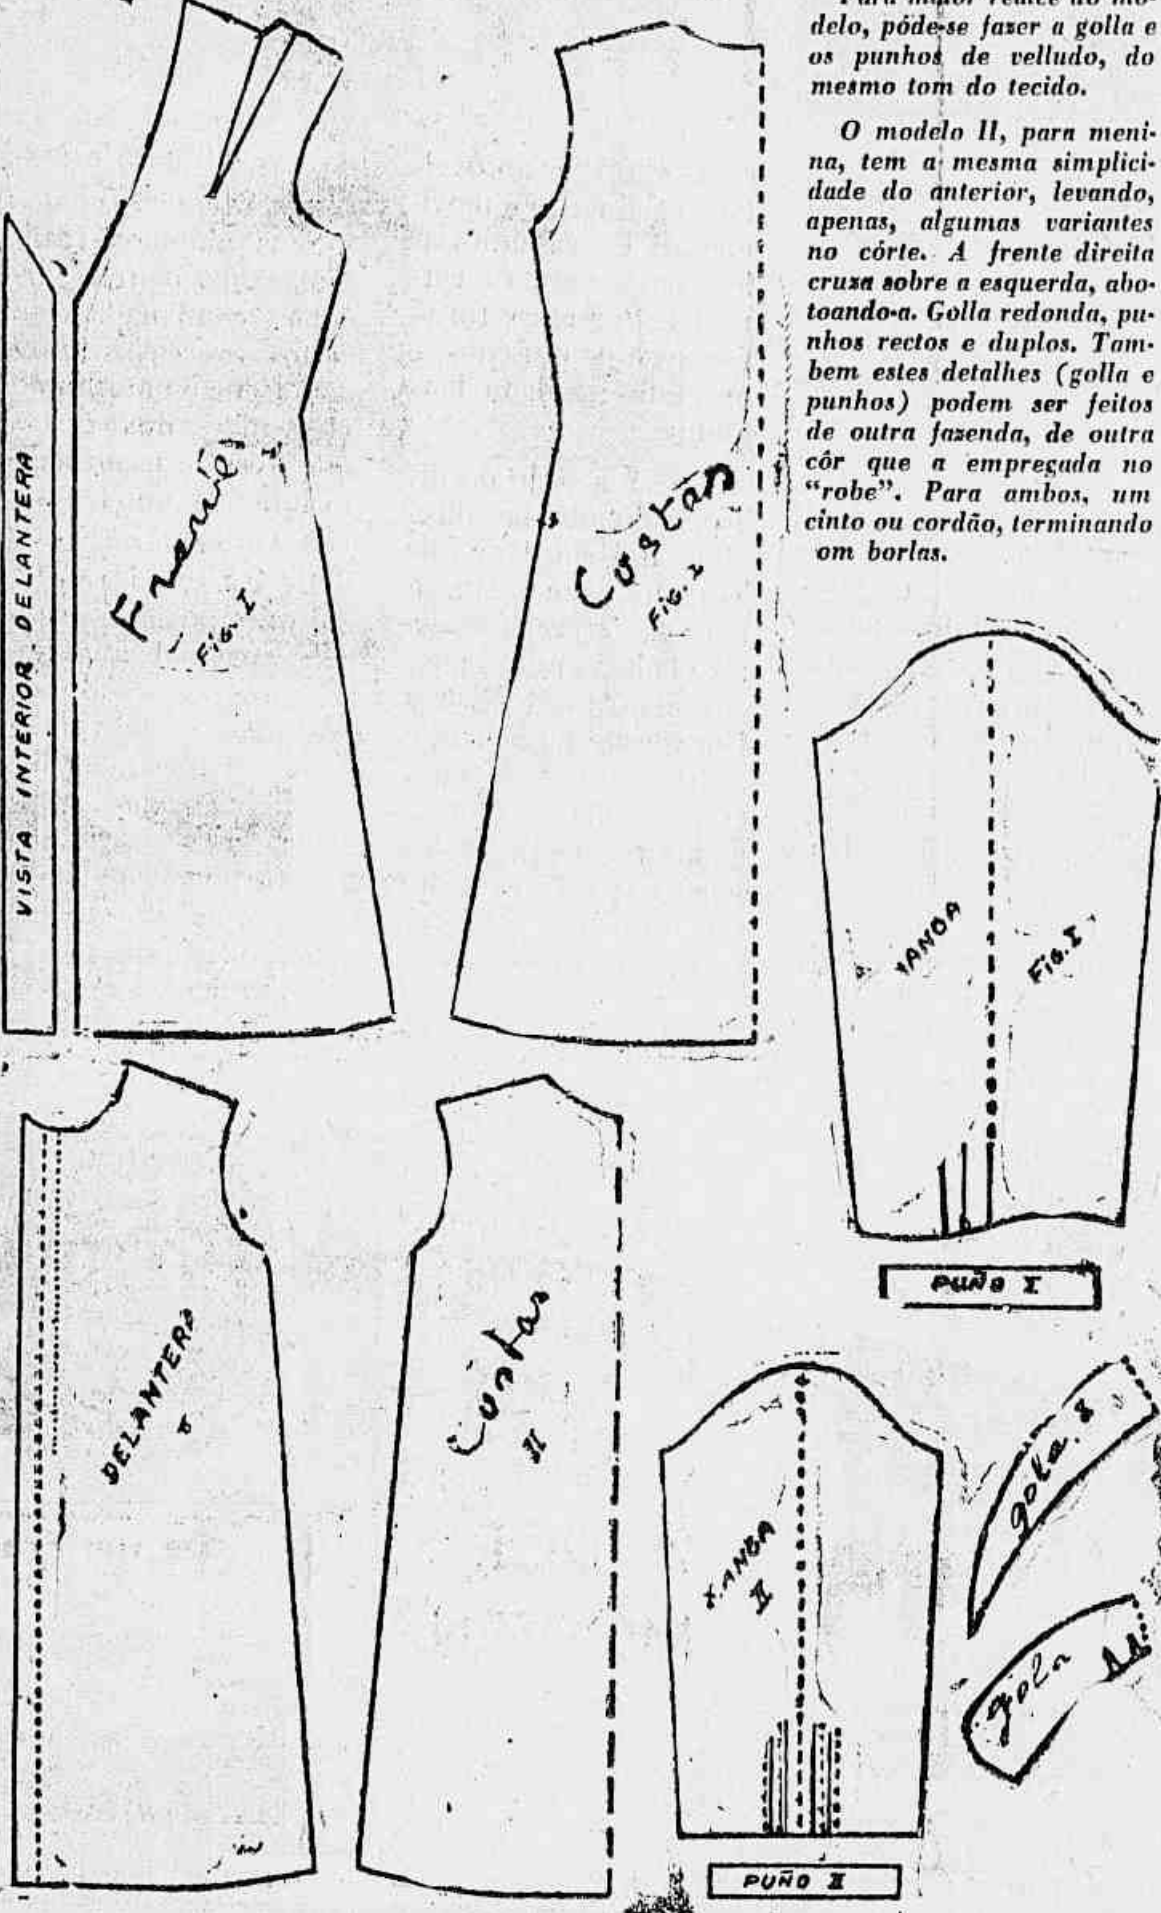 delo, póde-se fazer a golla e
os punhos de velludo, do
mesmo tom do tecido.
O modelo II, para meni-
na, tem a mesma simplici-
dade do anterior, levando,
apenas, algumas variantes
no córte. A frente direita
cruza sobre a esquerda, abo-
toando-a. Golla redonda, pu-
nhos rectos e duplos. Tam-
bem estes detalhes (golla e
punhos) podem ser feitos
de outra fazenda, de outra
côr que a empregada no
"robe". Para ambos, um
cinto ou cordão, terminando
om borlas.
VISTA INTERIOR DELANTERA
Frente
FIG. I
Costas
FIG. I
ANGA
FIG. I
PUÑO I
DELANTERA
II
Costas
II
ANGA
II
gola
gola
PUÑO II